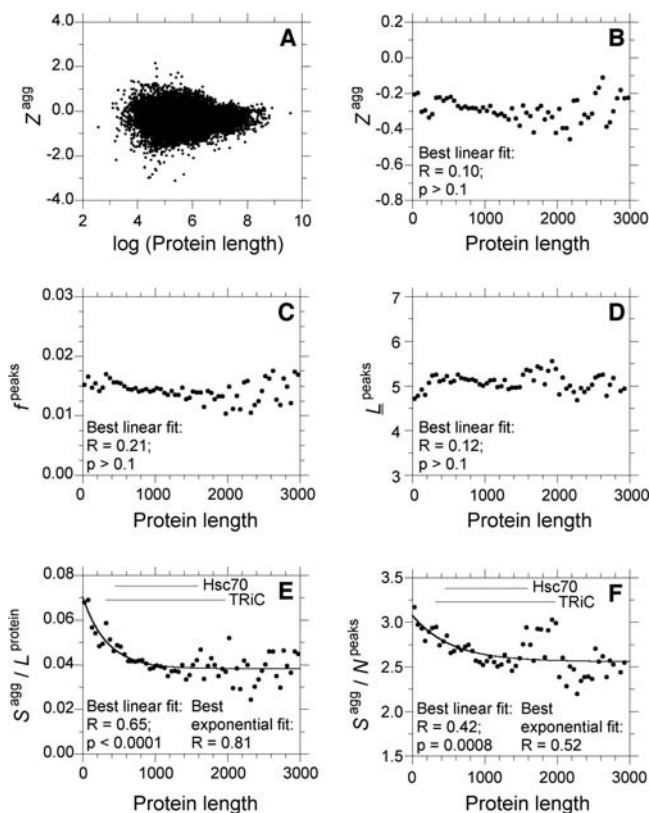 A
4.0
2.0
0.0
-2.0
-4.0
Z^agg
2 4 6 8 10
log (Protein length)
B
0.2
0.0
-0.2
-0.4
-0.6
-0.8
Z^agg
Best linear fit:
R = 0.10;
p > 0.1
0 1000 2000 3000
Protein length
C
0.03
0.02
0.01
0.00
f^peaks
Best linear fit:
R = 0.21;
p > 0.1
0 1000 2000 3000
Protein length
D
7
6
5
4
3
L^peaks
Best linear fit:
R = 0.12;
p > 0.1
0 1000 2000 3000
Protein length
E
0.08
0.06
0.04
0.02
0.00
S^agg / L^protein
Hsc70
TRiC
Best linear fit:
R = 0.65;
p < 0.0001
Best
exponential fit:
R = 0.81
0 1000 2000 3000
Protein length
F
3.5
3.0
2.5
2.0
1.5
S^agg / N^peaks
Hsc70
TRiC
Best linear fit:
R = 0.42;
p = 0.0008
Best
exponential fit:
R = 0.52
0 1000 2000 3000
Protein length